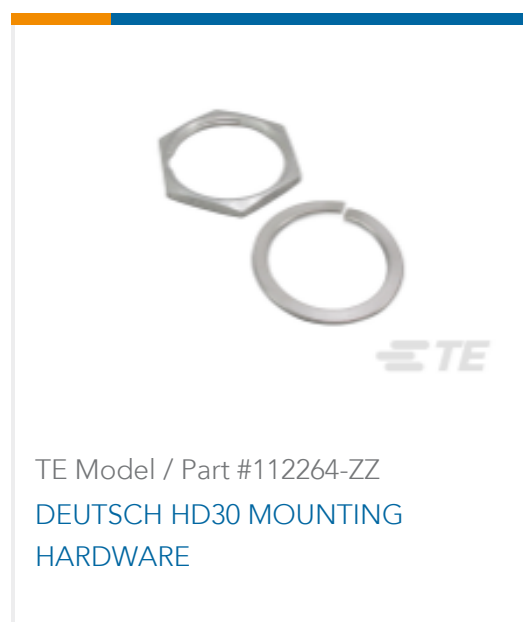 TE
TE Model / Part #112264-ZZ
DEUTSCH HD30 MOUNTING
HARDWARE